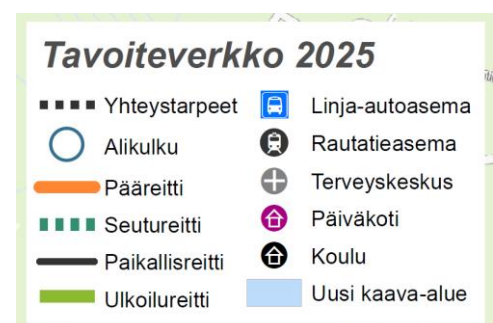 Tavoiteverkko 2025
Yhteystarpeet
Alikulku
Pääreitti
Seutureitti
Paikallisreitti
Ulkoilureitti
Linja-autoasema
Rautatieasema
Terveyskeskus
Päiväkoti
Koulu
Uusi kaava-alue